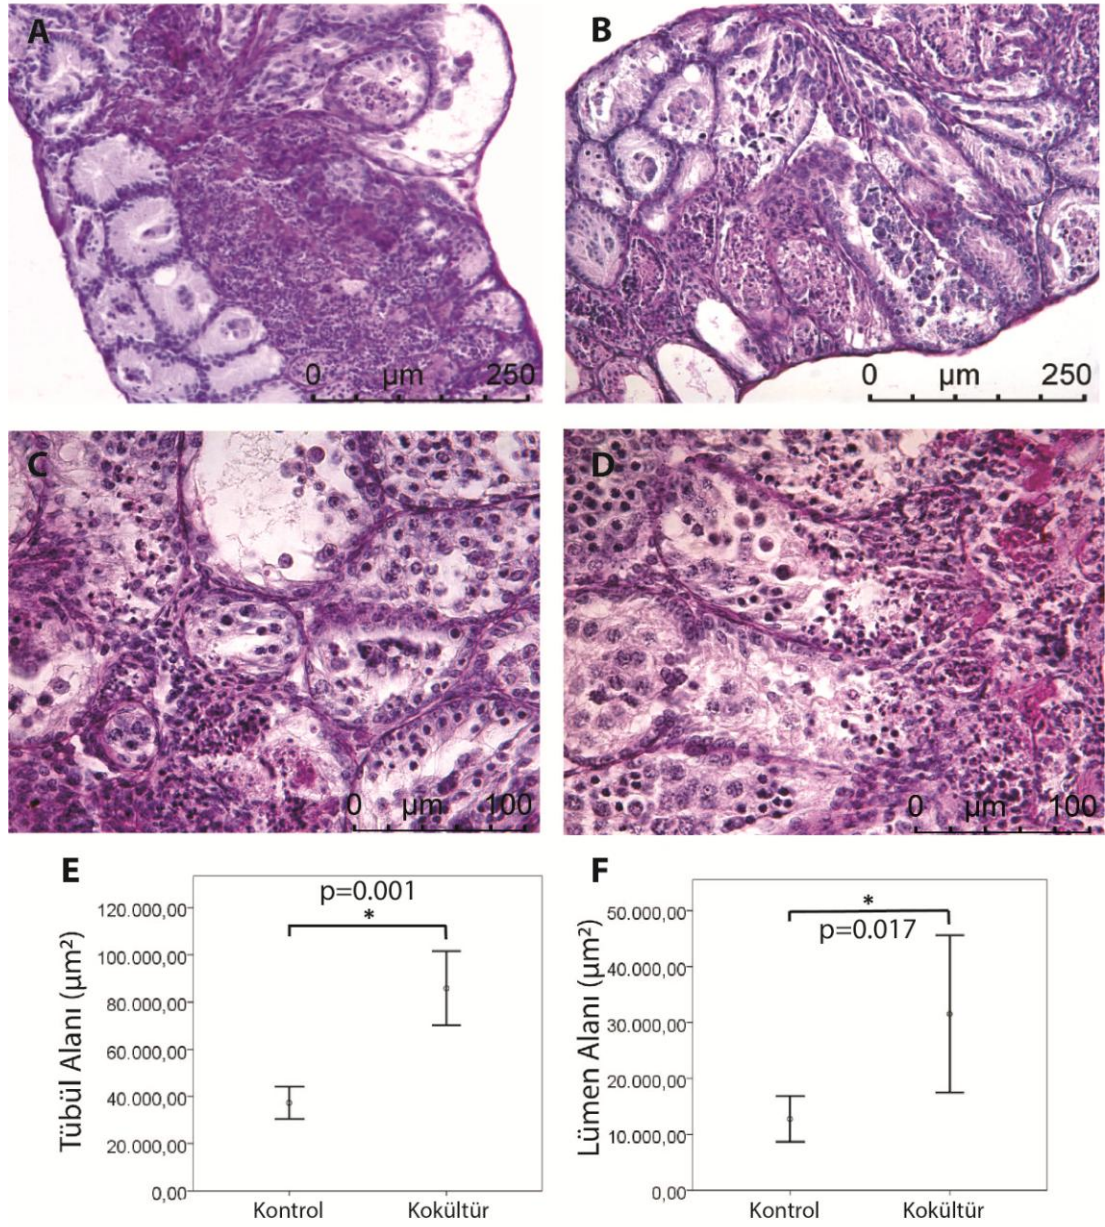 A
B
0 µm 250
0 µm 250
C
D
0 µm 100
0 µm 100
E
p=0.001
*
Tübül Alanı (µm²)
120.000,00
100.000,00
80.000,00
60.000,00
40.000,00
20.000,00
0,00
Kontrol
Kokültür
F
*
p=0.017
Lümen Alanı (µm²)
50.000,00
40.000,00
30.000,00
20.000,00
10.000,00
0,00
Kontrol
Kokültür